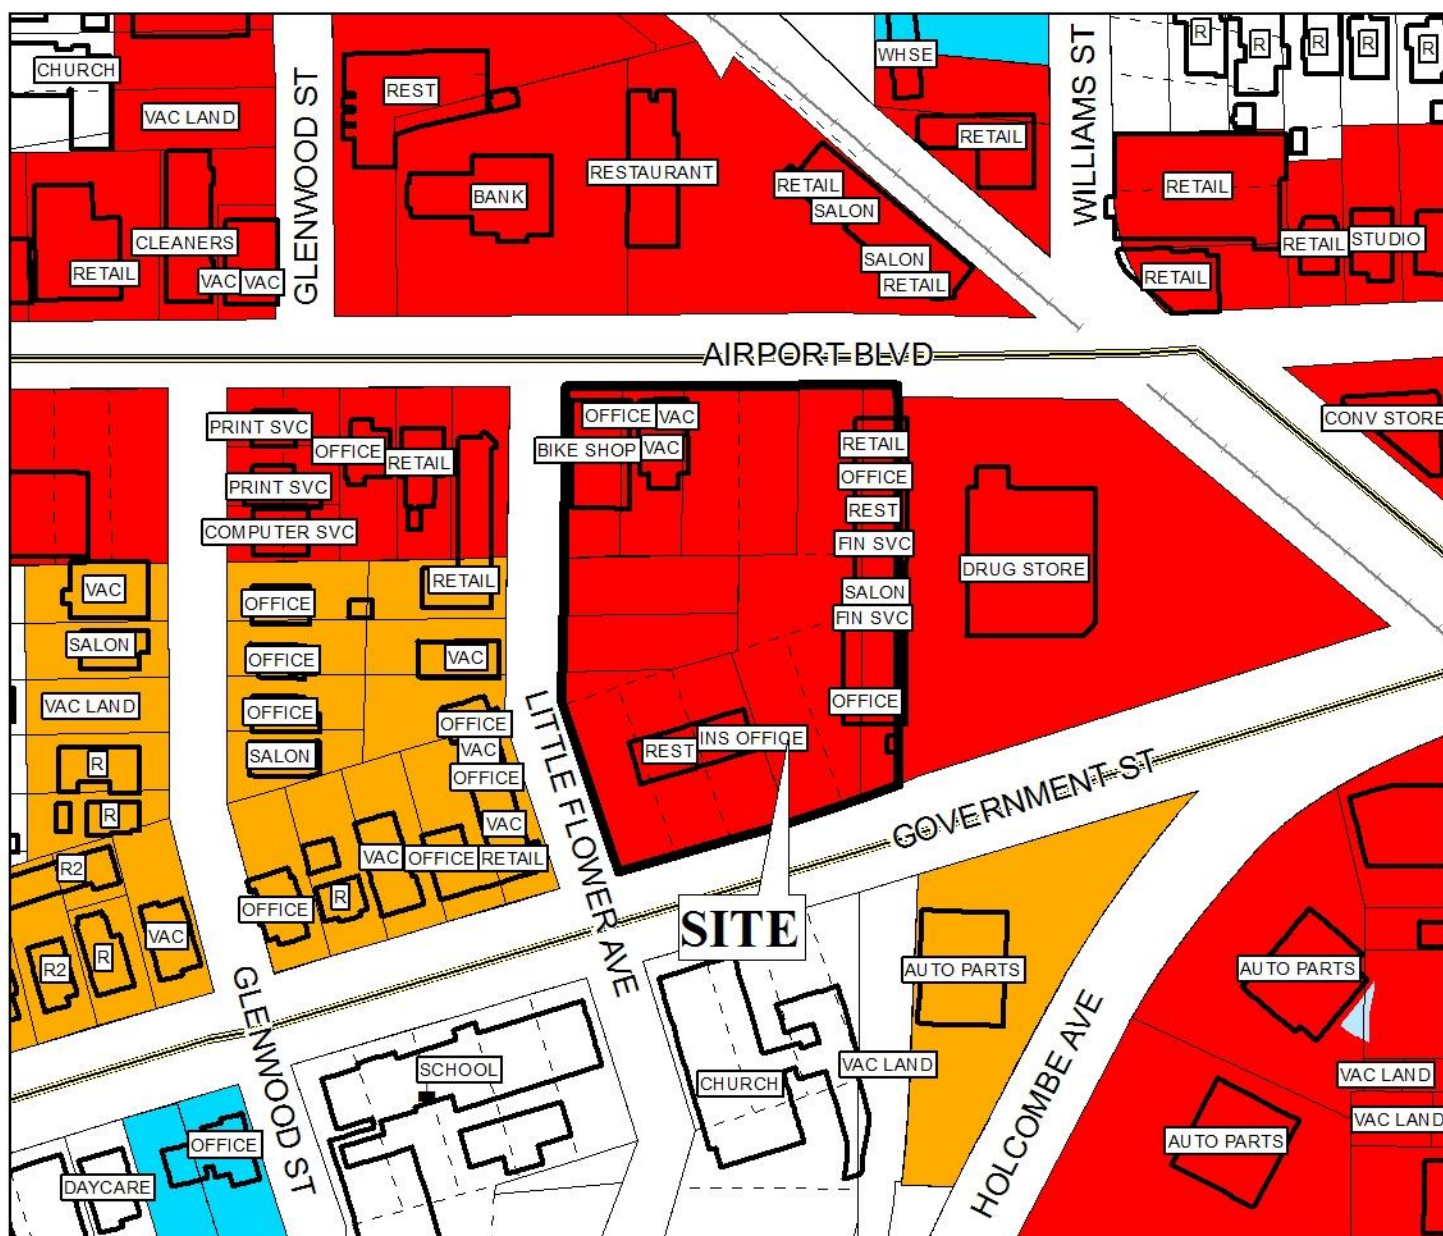 CHURCH
VAC LAND
GLENWOOD ST
REST
BANK
RESTAURANT
WHSE
RETAIL
WILLIAMS ST
R
R
R
R
R
RETAIL
SALON
SALON
RETAIL
RETAIL
RETAIL
STUDIO
RETAIL
CLEANERS
RETAIL
VAC
VAC
AIRPORT BLVD
PRINT SVC
OFFICE
RETAIL
PRINT SVC
COMPUTER SVC
OFFICE
VAC
BIKE SHOP
VAC
RETAIL
OFFICE
REST
FIN SVC
SALON
FIN SVC
OFFICE
DRUG STORE
CONV STORE
VAC
OFFICE
RETAIL
SALON
OFFICE
VAC
VAC LAND
OFFICE
OFFICE
VAC
R
SALON
OFFICE
R
LITTLE FLOWER AVE
REST
INS OFFICE
GOVERNMENT ST
VAC
R2
VAC
OFFICE
RETAIL
OFFICE
R
SITE
VAC
R2
R
GLENWOOD ST
AUTO PARTS
AUTO PARTS
HOLCOMBE AVE
SCHOOL
CHURCH
VAC LAND
VAC LAND
VAC LAND
AUTO PARTS
OFFICE
DAYCARE